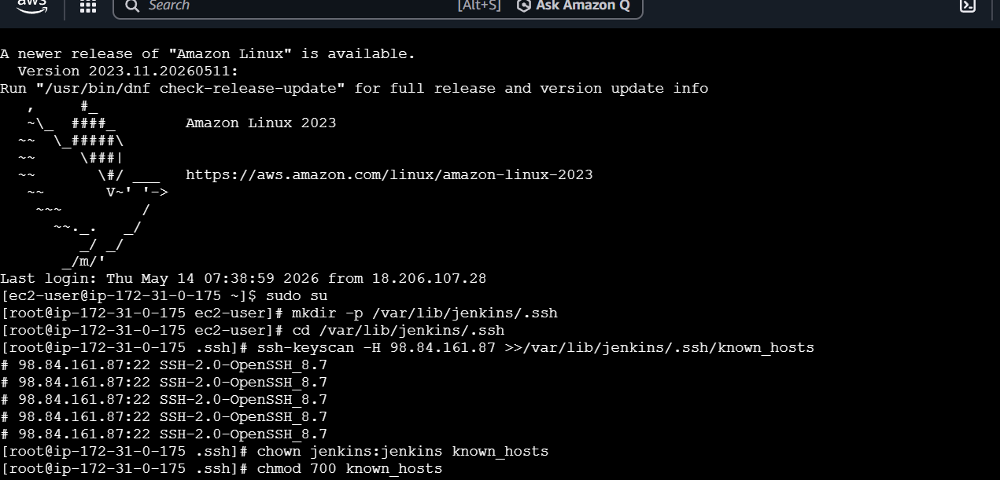 aws Search [Alt+S] Ask Amazon Q
A newer release of "Amazon Linux" is available.
  Version 2023.11.20260511:
Run "/usr/bin/dnf check-release-update" for full release and version update info
   ,     #_
   ~\_  ####_        Amazon Linux 2023
  ~~  \_#####\
  ~~     \###|
  ~~       \#/ ___   https://aws.amazon.com/linux/amazon-linux-2023
   ~~       V~' '->
    ~~~         /
      ~~._.   _/
         _/ _/
       _/m/'
Last login: Thu May 14 07:38:59 2026 from 18.206.107.28
[ec2-user@ip-172-31-0-175 ~]$ sudo su
[root@ip-172-31-0-175 ec2-user]# mkdir -p /var/lib/jenkins/.ssh
[root@ip-172-31-0-175 ec2-user]# cd /var/lib/jenkins/.ssh
[root@ip-172-31-0-175 .ssh]# ssh-keyscan -H 98.84.161.87 >>/var/lib/jenkins/.ssh/known_hosts
# 98.84.161.87:22 SSH-2.0-OpenSSH_8.7
# 98.84.161.87:22 SSH-2.0-OpenSSH_8.7
# 98.84.161.87:22 SSH-2.0-OpenSSH_8.7
# 98.84.161.87:22 SSH-2.0-OpenSSH_8.7
# 98.84.161.87:22 SSH-2.0-OpenSSH_8.7
[root@ip-172-31-0-175 .ssh]# chown jenkins:jenkins known_hosts
[root@ip-172-31-0-175 .ssh]# chmod 700 known_hosts